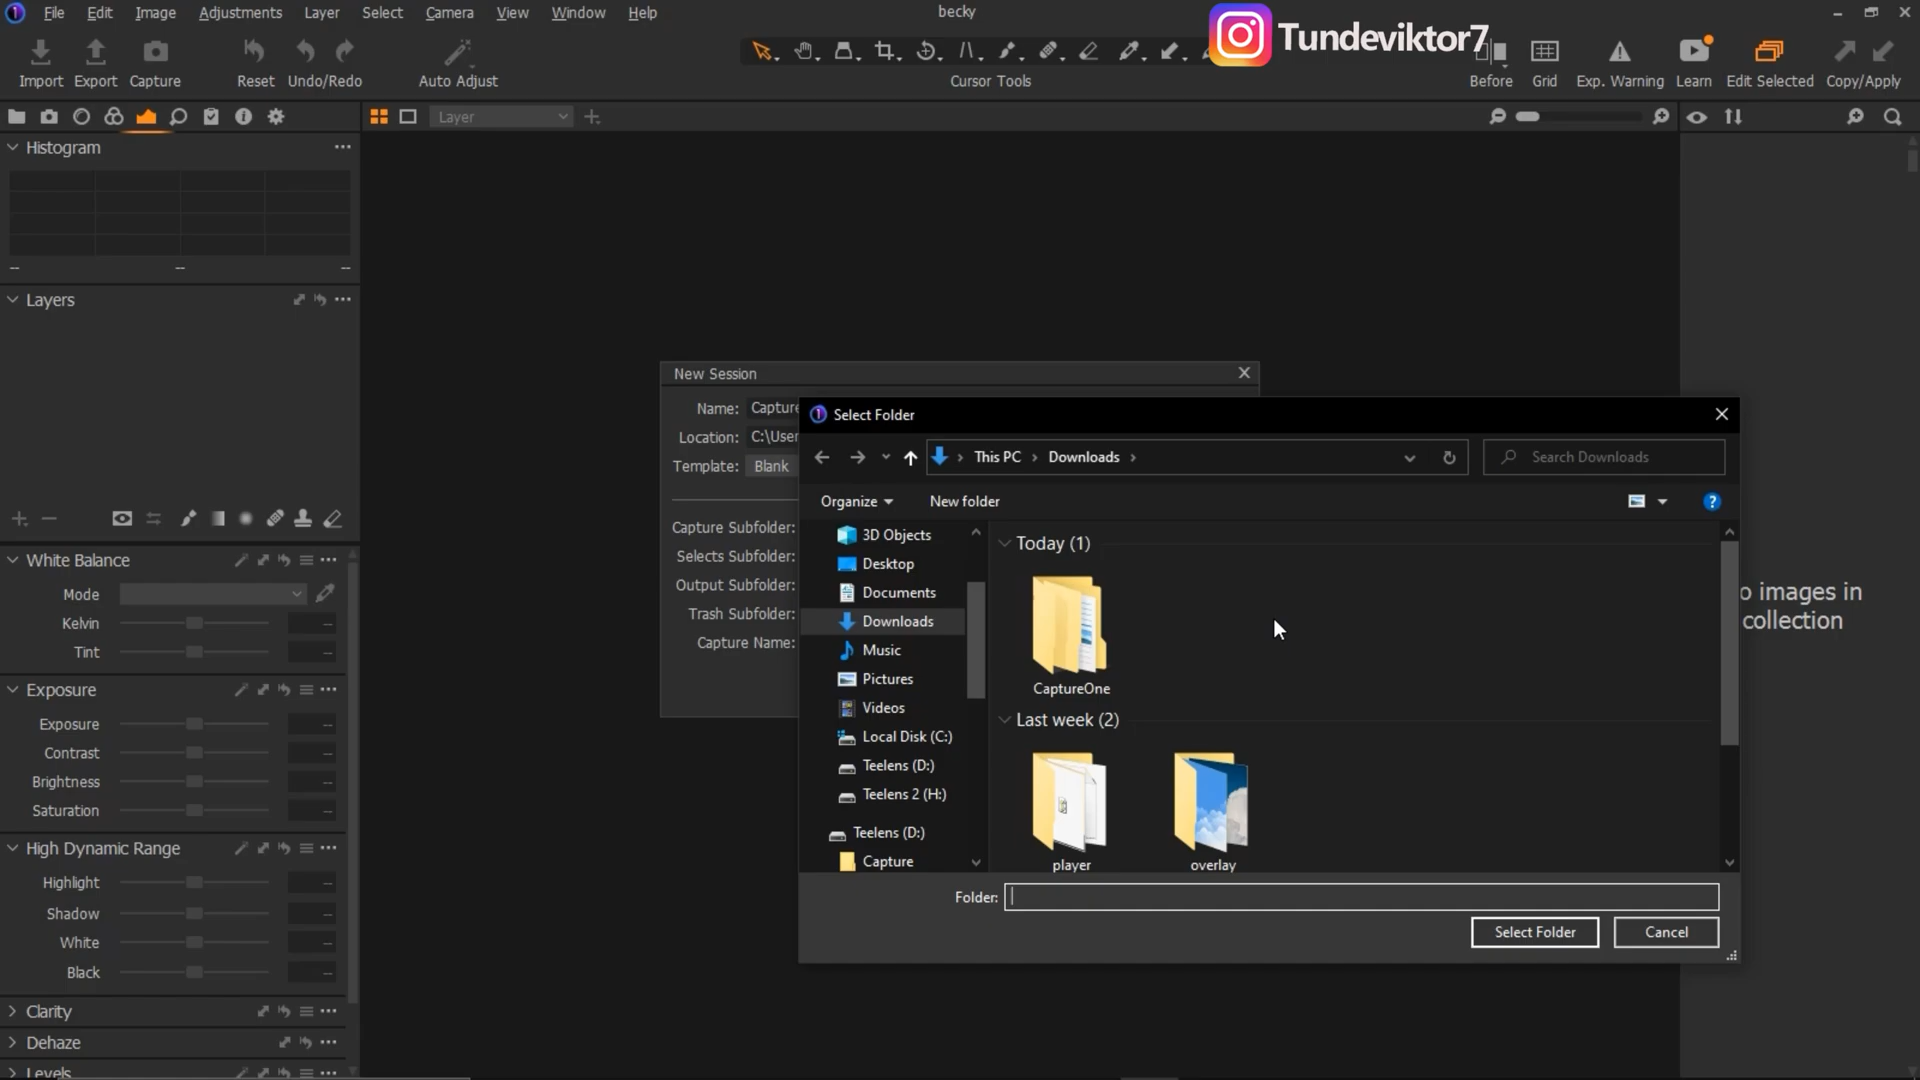 File Edit Image Adjustments Layer Select Camera View Window Help
becky
Tundeviktor7
Import Export Capture Reset Undo/Redo Auto Adjust
Cursor Tools
Before Grid Exp. Warning Learn Edit Selected Copy/Apply
Layer
Histogram
-- -- --
Layers
White Balance
Mode
Kelvin --
Tint --
Exposure
Exposure --
Contrast --
Brightness --
Saturation --
High Dynamic Range
Highlight --
Shadow --
White --
Black --
Clarity
Dehaze
Levels
New Session
Name: Capture
Location: C:\User
Template: Blank
Capture Subfolder:
Selects Subfolder:
Output Subfolder:
Trash Subfolder:
Capture Name:
Select Folder
This PC > Downloads >
Search Downloads
Organize New folder
3D Objects
Desktop
Documents
Downloads
Music
Pictures
Videos
Local Disk (C:)
Teelens (D:)
Teelens 2 (H:)
Teelens (D:)
Capture
Today (1)
CaptureOne
Last week (2)
player overlay
Folder:
Select Folder Cancel
o images in
collection